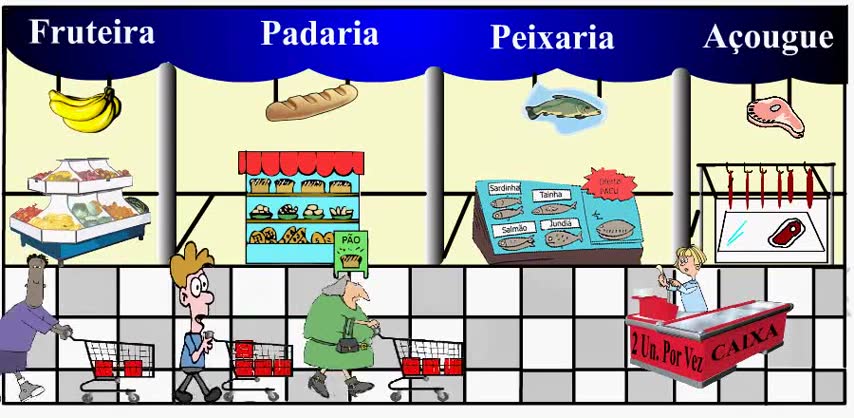 Fruteira
Padaria
Peixaria
Açougue
Sardinha
Tainha
Oferta
PACU
Salmão
Jundiá
PÃO
2 Un. Por Vez
CAIXA